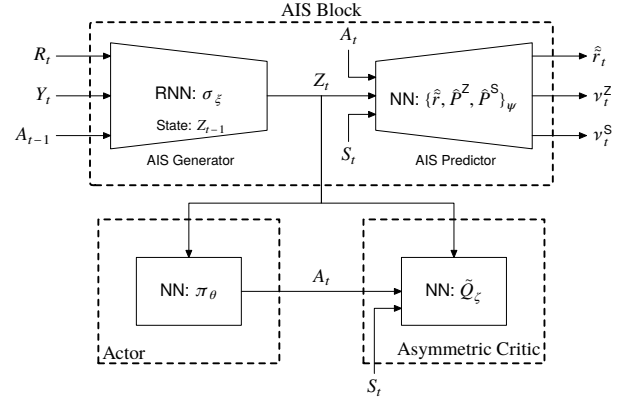 AIS Block
R_t
Y_t
A_{t-1}
RNN: σ_ξ
State: Z_{t-1}
AIS Generator
Z_t
A_t
S_t
NN: {\hat{\tilde{r}}, \hat{P}^Z, \hat{P}^S}_ψ
AIS Predictor
\hat{\tilde{r}}_t
ν_t^Z
ν_t^S
NN: π_θ
Actor
A_t
NN: \tilde{Q}_ζ
Asymmetric Critic
S_t